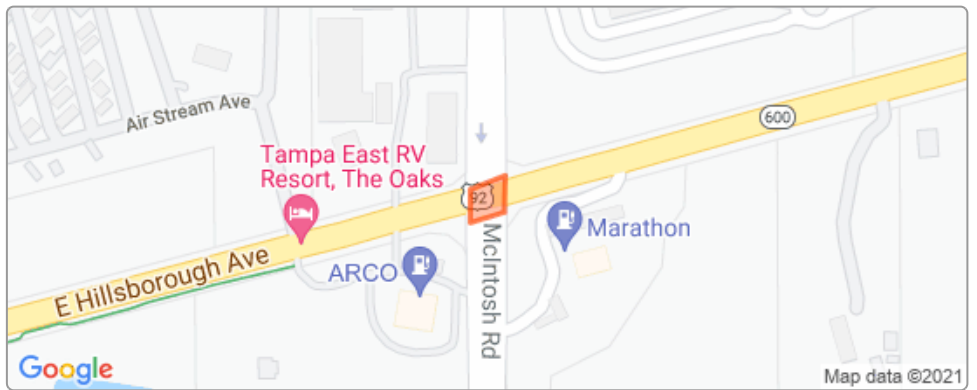 Air Stream Ave
600
Tampa East RV
Resort, The Oaks
92
Marathon
McIntosh Rd
E Hillsborough Ave
ARCO
Google
Map data ©2021